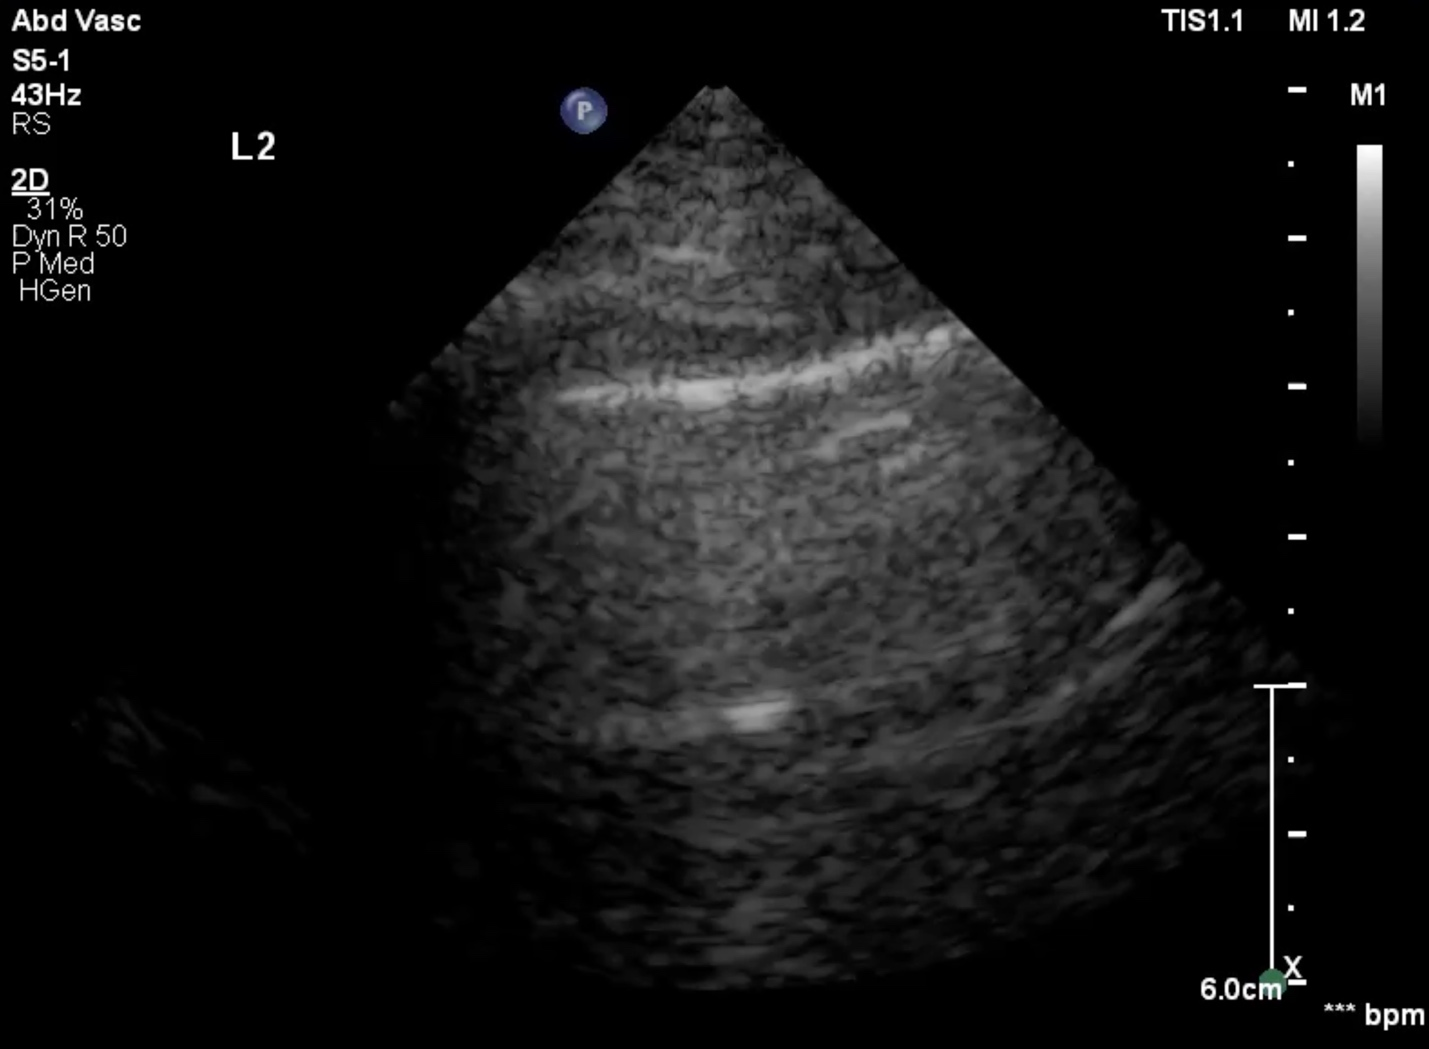 Abd Vasc
S5-1
43Hz
RS
2D
31%
Dyn R 50
P Med
HGen
L2
P
TIS1.1 MI 1.2
M1
X
6.0cm
*** bpm